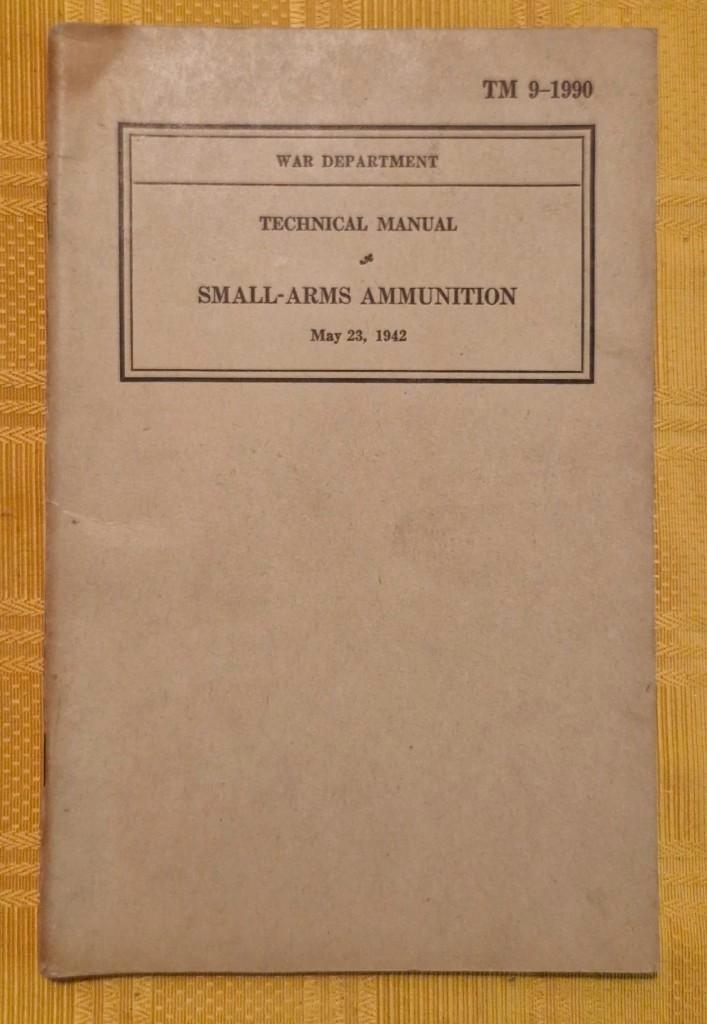 TM 9-1990
WAR DEPARTMENT
TECHNICAL MANUAL
SMALL-ARMS AMMUNITION
May 23, 1942